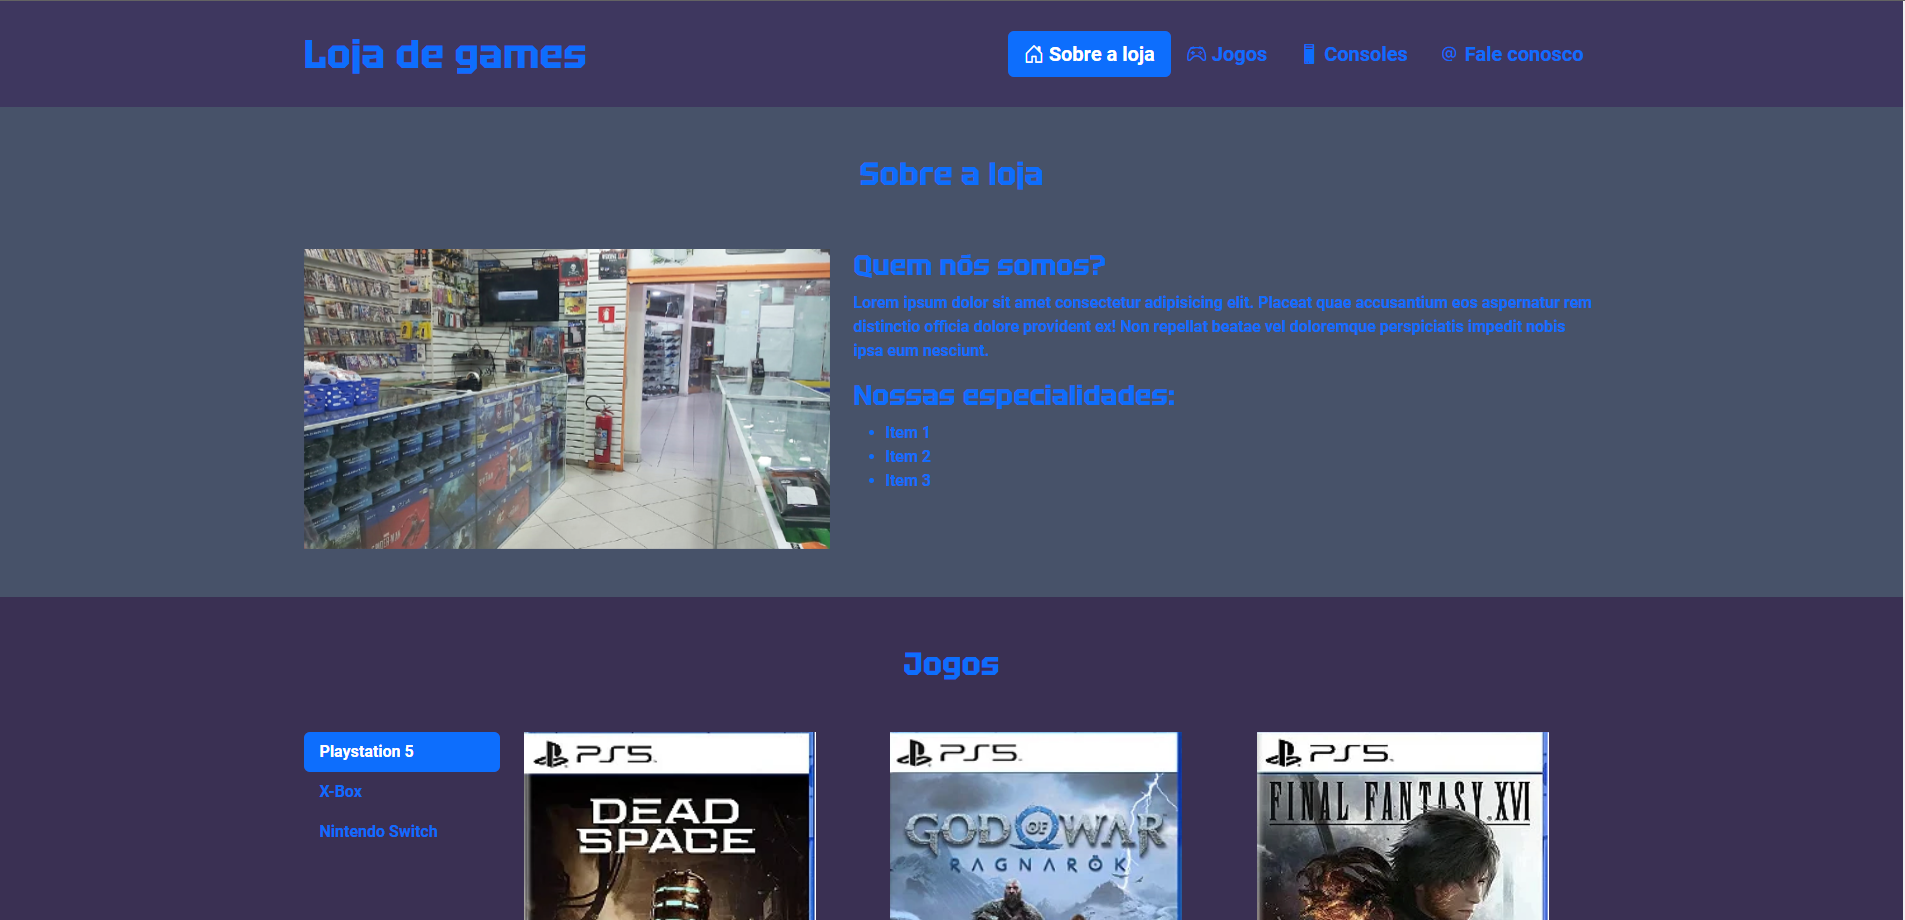 Loja de games
Sobre a loja
Jogos
Consoles
@ Fale conosco
Sobre a loja
Quem nós somos?
Lorem ipsum dolor sit amet consectetur adipisicing elit. Placeat quae accusantium eos aspernatur rem
distinctio officia dolore provident ex! Non repellat beatae vel doloremque perspiciatis impedit nobis
ipsa eum nesciunt.
Nossas especialidades:
• Item 1
• Item 2
• Item 3
Jogos
Playstation 5
X-Box
Nintendo Switch
PS5
DEAD
SPACE
PS5
GOD OF WAR
RAGNARÖK
PS5
FINAL FANTASY XVI